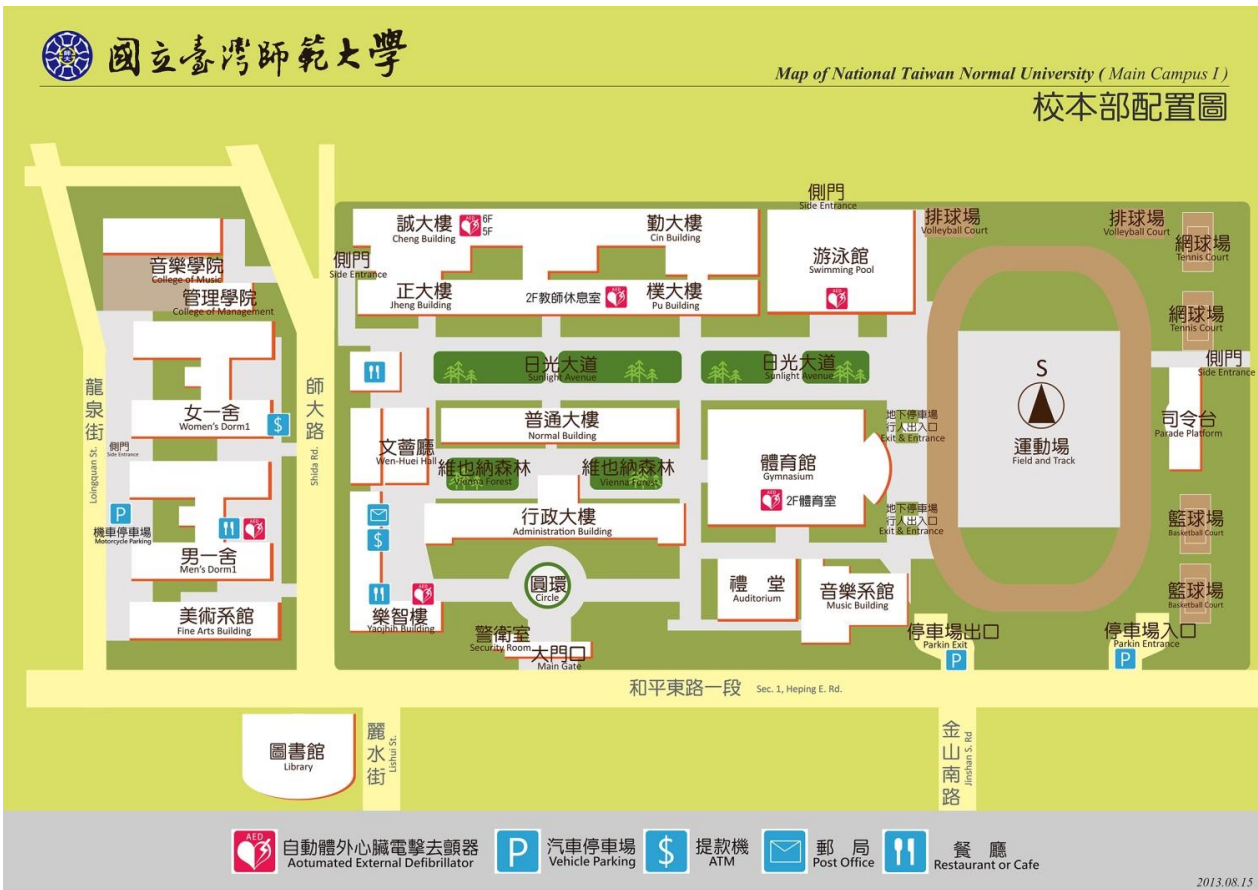 國立臺灣師範大學
Map of National Taiwan Normal University ( Main Campus I )
校本部配置圖
音樂學院
College of Music
管理學院
College of Management
龍泉街
Loingquan St.
女一舍
Women's Dorm1
側門
Side Entrance
機車停車場
Motorcycle Parking
男一舍
Men's Dorm1
美術系館
Fine Arts Building
師大路
Shida Rd.
側門
Side Entrance
誠大樓
Cheng Building
AED
6F
5F
勤大樓
Cin Building
正大樓
Jheng Building
2F教師休息室
AED
樸大樓
Pu Building
側門
Side Entrance
游泳館
Swimming Pool
AED
排球場
Volleyball Court
排球場
Volleyball Court
網球場
Tennis Court
網球場
Tennis Court
側門
Side Entrance
日光大道
Sunlight Avenue
日光大道
Sunlight Avenue
文薈廳
Wen-Huei Hall
普通大樓
Normal Building
維也納森林
Vienna Forest
維也納森林
Vienna Forest
行政大樓
Administration Building
體育館
Gymnasium
AED
2F體育室
地下停車場
行人出入口
Exit & Entrance
地下停車場
行人出入口
Exit & Entrance
S
運動場
Field and Track
司令台
Parade Platform
籃球場
Basketball Court
籃球場
Basketball Court
$
P
AED
$
AED
樂智樓
Yaojhih Building
圓環
Circle
警衛室
Security Room
大門口
Main Gate
禮 堂
Auditorium
音樂系館
Music Building
停車場出口
Parkin Exit
P
停車場入口
Parkin Entrance
P
和平東路一段 Sec. 1, Heping E. Rd.
圖書館
Library
麗水街
Lishui St.
金山南路
Jinshan S. Rd
AED
自動體外心臟電擊去顫器
Aotumated External Defibrillator
P
汽車停車場
Vehicle Parking
$
提款機
ATM
郵 局
Post Office
餐 廳
Restaurant or Cafe
2013.08.15